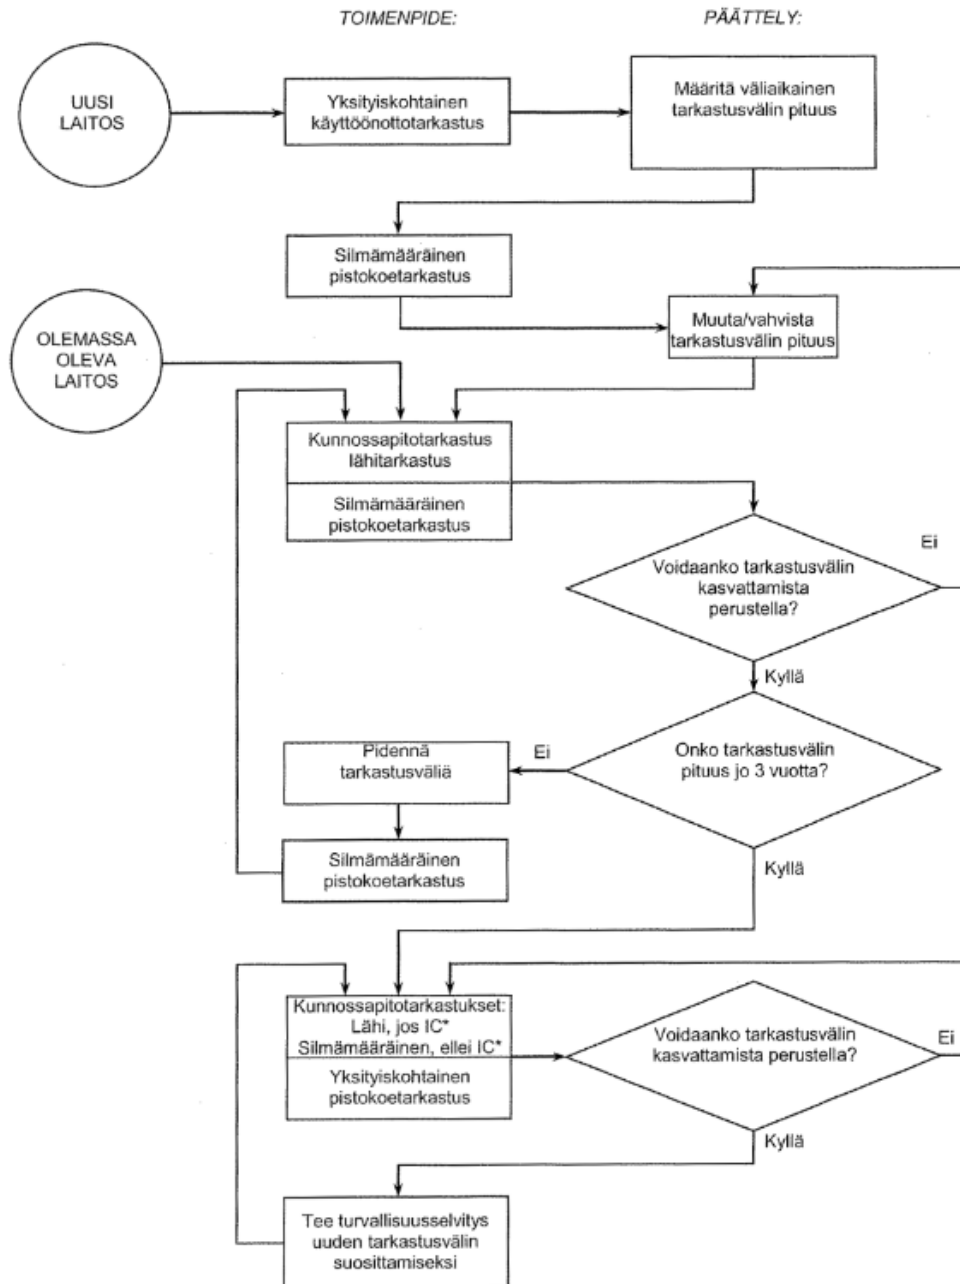 TOIMENPIDE:
PÄÄTTELY:
UUSI
LAITOS
Yksityiskohtainen
käyttöönottotarkastus
Määritä väliaikainen
tarkastusvälin pituus
Silmämääräinen
pistokoetarkastus
Muuta/vahvista
tarkastusvälin pituus
OLEMASSA
OLEVA
LAITOS
Kunnossapitotarkastus
lähitarkastus
Silmämääräinen
pistokoetarkastus
Voidaanko tarkastusvälin
kasvattamista
perustella?
Ei
Kyllä
Onko tarkastusvälin
pituus jo 3 vuotta?
Ei
Pidennä
tarkastusväliä
Silmämääräinen
pistokoetarkastus
Kyllä
Kunnossapitotarkastukset:
Lähi, jos IC*
Silmämääräinen, ellei IC*
Yksityiskohtainen
pistokoetarkastus
Voidaanko tarkastusvälin
kasvattamista perustella?
Ei
Kyllä
Tee turvallisuusselvitys
uuden tarkastusvälin
suosittamiseksi